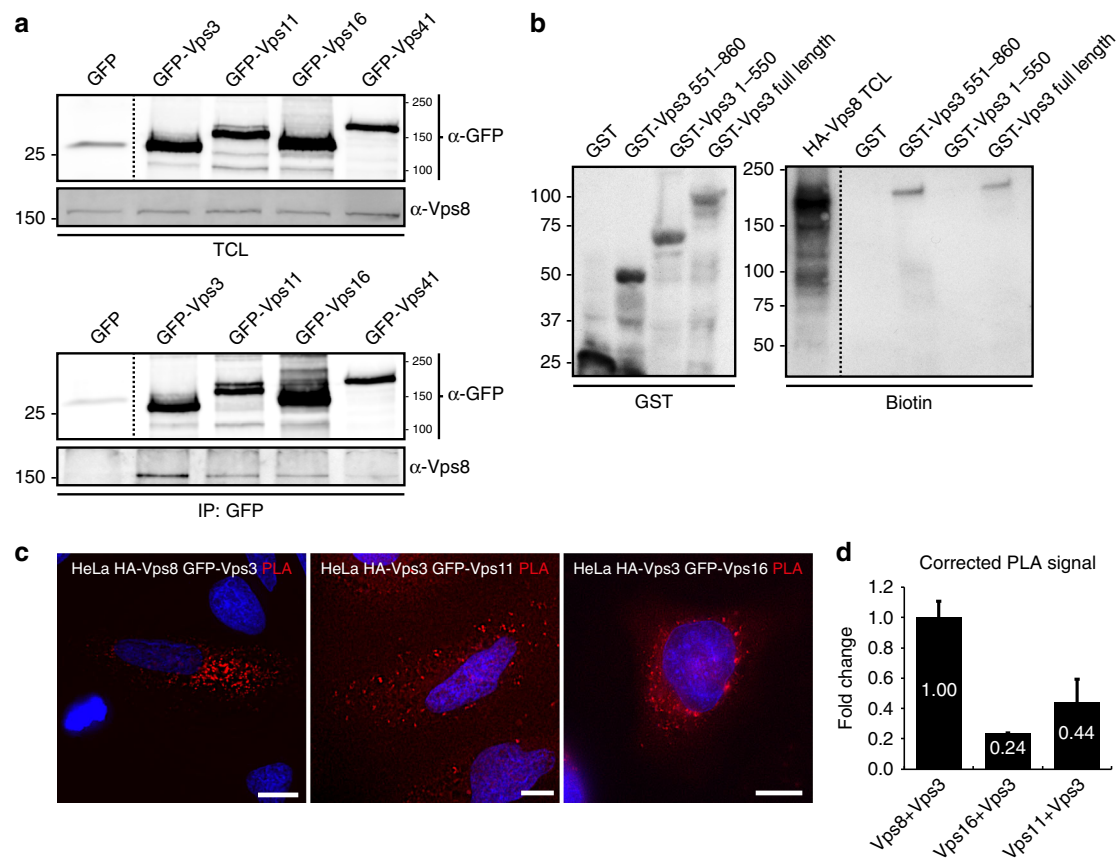 a
GFP
GFP-Vps3
GFP-Vps11
GFP-Vps16
GFP-Vps41
25
250
150
100
α-GFP
150
α-Vps8
TCL
GFP
GFP-Vps3
GFP-Vps11
GFP-Vps16
GFP-Vps41
25
250
150
100
α-GFP
150
α-Vps8
IP: GFP
b
GST
GST-Vps3 551–860
GST-Vps3 1–550
GST-Vps3 full length
100
75
50
37
25
GST
HA-Vps8 TCL
GST
GST-Vps3 551–860
GST-Vps3 1–550
GST-Vps3 full length
250
150
100
75
50
Biotin
c
HeLa HA-Vps8 GFP-Vps3 PLA
HeLa HA-Vps3 GFP-Vps11 PLA
HeLa HA-Vps3 GFP-Vps16 PLA
d
Corrected PLA signal
Fold change
1.2
1.0
0.8
0.6
0.4
0.2
0.0
1.00
0.24
0.44
Vps8+Vps3
Vps16+Vps3
Vps11+Vps3